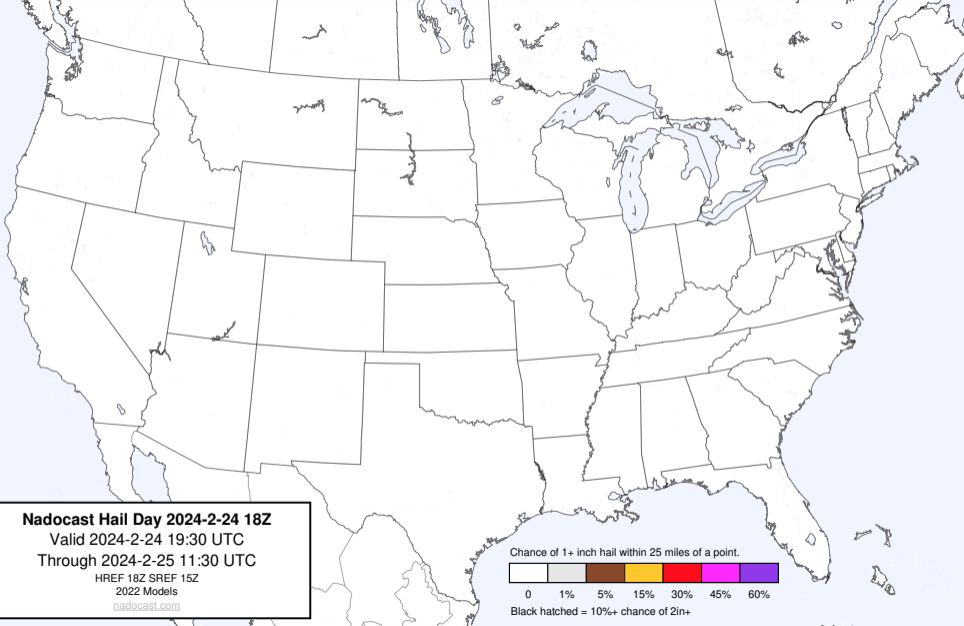 Nadocast Hail Day 2024-2-24 18Z
Valid 2024-2-24 19:30 UTC
Through 2024-2-25 11:30 UTC
HREF 18Z SREF 15Z
2022 Models
nadocast.com
Chance of 1+ inch hail within 25 miles of a point.
0 1% 5% 15% 30% 45% 60%
Black hatched = 10%+ chance of 2in+